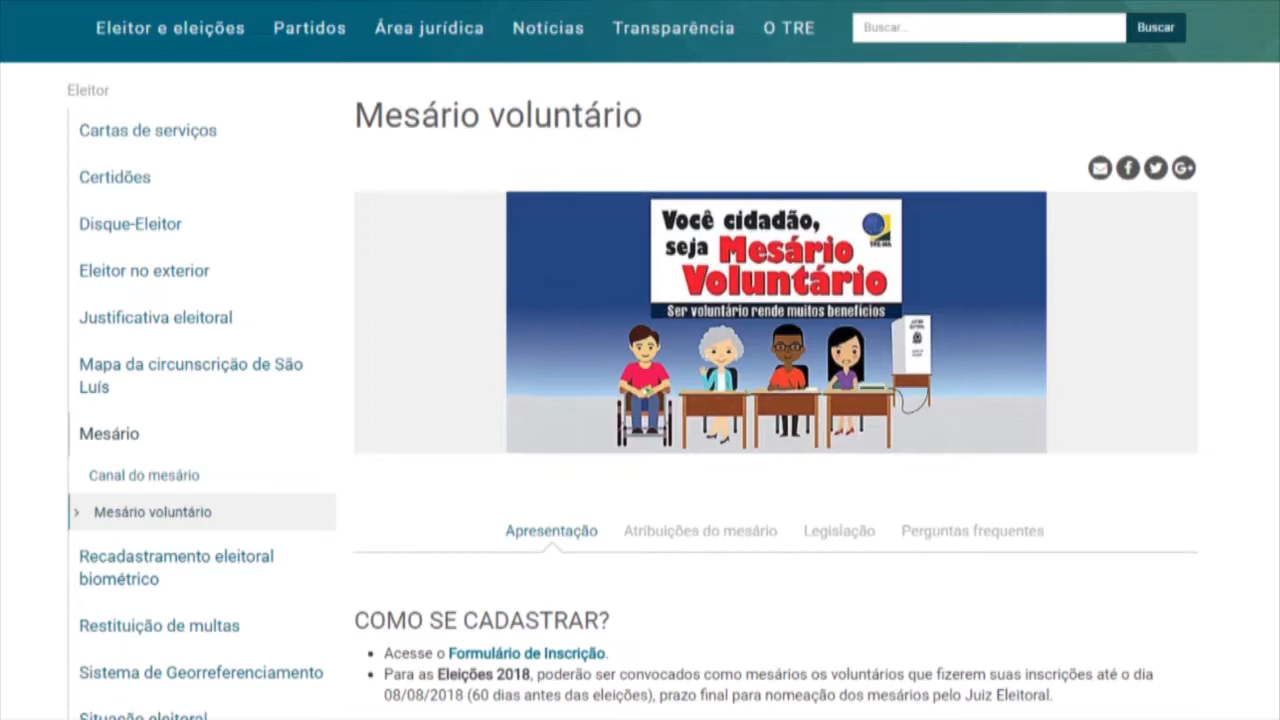 Eleitor e eleições Partidos Área jurídica Notícias Transparência O TRE Buscar... Buscar
Eleitor
Cartas de serviços
Certidões
Disque-Eleitor
Eleitor no exterior
Justificativa eleitoral
Mapa da circunscrição de São
Luís
Mesário
Canal do mesário
Mesário voluntário
Recadastramento eleitoral
biométrico
Restituição de multas
Sistema de Georreferenciamento
Situação eleitoral
Mesário voluntário
Você cidadão,
seja Mesário
Voluntário
TRE-MA
Ser voluntário rende muitos benefícios
Apresentação Atribuições do mesário Legislação Perguntas frequentes
COMO SE CADASTRAR?
Acesse o Formulário de Inscrição.
Para as Eleições 2018, poderão ser convocados como mesários os voluntários que fizerem suas inscrições até o dia
08/08/2018 (60 dias antes das eleições), prazo final para nomeação dos mesários pelo Juiz Eleitoral.